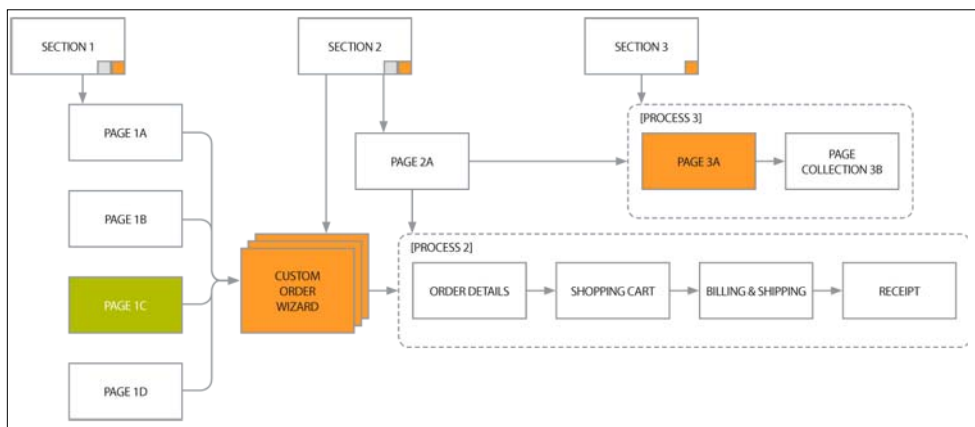 SECTION 1
SECTION 2
SECTION 3
PAGE 1A
[PROCESS 3]
PAGE 2A
PAGE 3A
PAGE
COLLECTION 3B
PAGE 1B
[PROCESS 2]
CUSTOM
ORDER
WIZARD
ORDER DETAILS
SHOPPING CART
BILLING & SHIPPING
RECEIPT
PAGE 1C
PAGE 1D